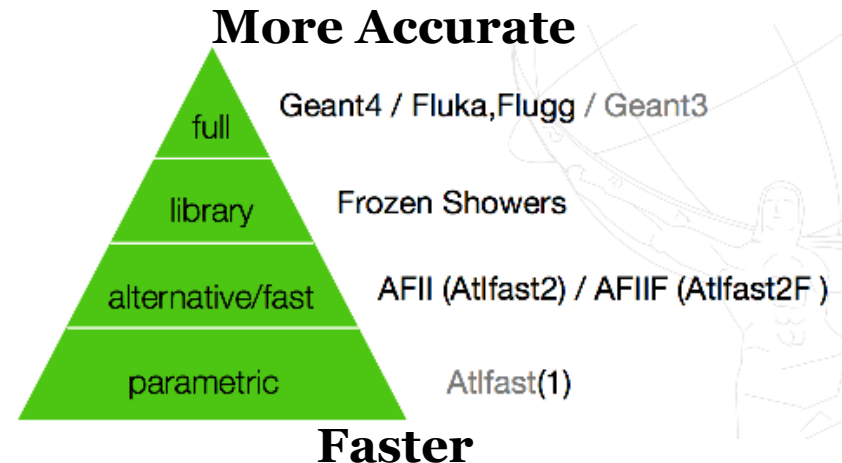 More Accurate
full
Geant4 / Fluka,Flugg / Geant3
library
Frozen Showers
alternative/fast
AFII (Atlfast2) / AFIIF (Atlfast2F )
parametric
Atlfast(1)
Faster